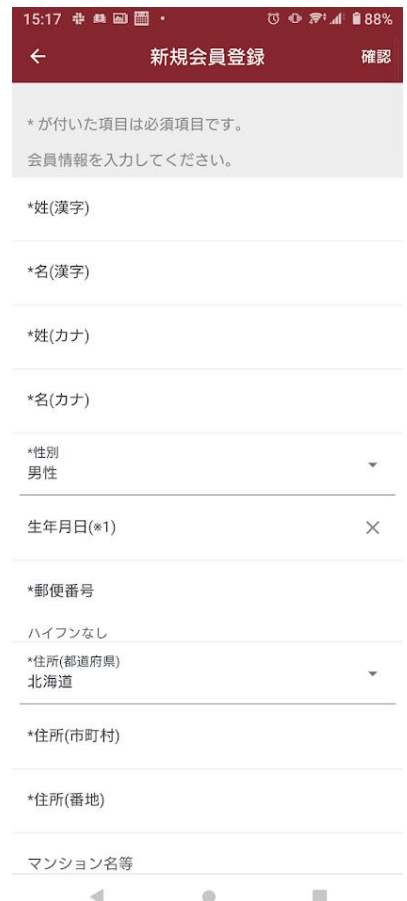 15:17
88%
新規会員登録
確認
* が付いた項目は必須項目です。
会員情報を入力してください。
*姓(漢字)
*名(漢字)
*姓(カナ)
*名(カナ)
*性別
男性
生年月日(※1)
*郵便番号
ハイフンなし
*住所(都道府県)
北海道
*住所(市町村)
*住所(番地)
マンション名等